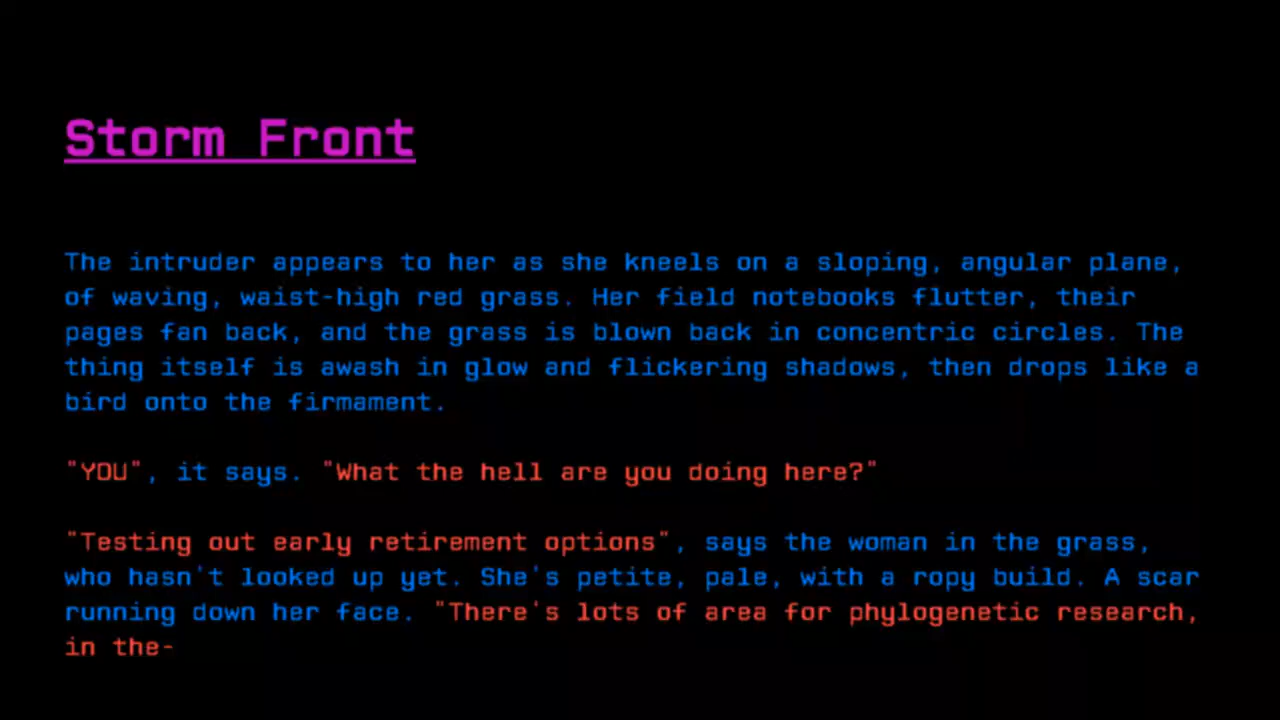 Storm Front
The intruder appears to her as she kneels on a sloping, angular plane,
of waving, waist-high red grass. Her field notebooks flutter, their
pages fan back, and the grass is blown back in concentric circles. The
thing itself is awash in glow and flickering shadows, then drops like a
bird onto the firmament.
"YOU", it says. "What the hell are you doing here?"
"Testing out early retirement options", says the woman in the grass,
who hasn't looked up yet. She's petite, pale, with a ropy build. A scar
running down her face. "There's lots of area for phylogenetic research,
in the-